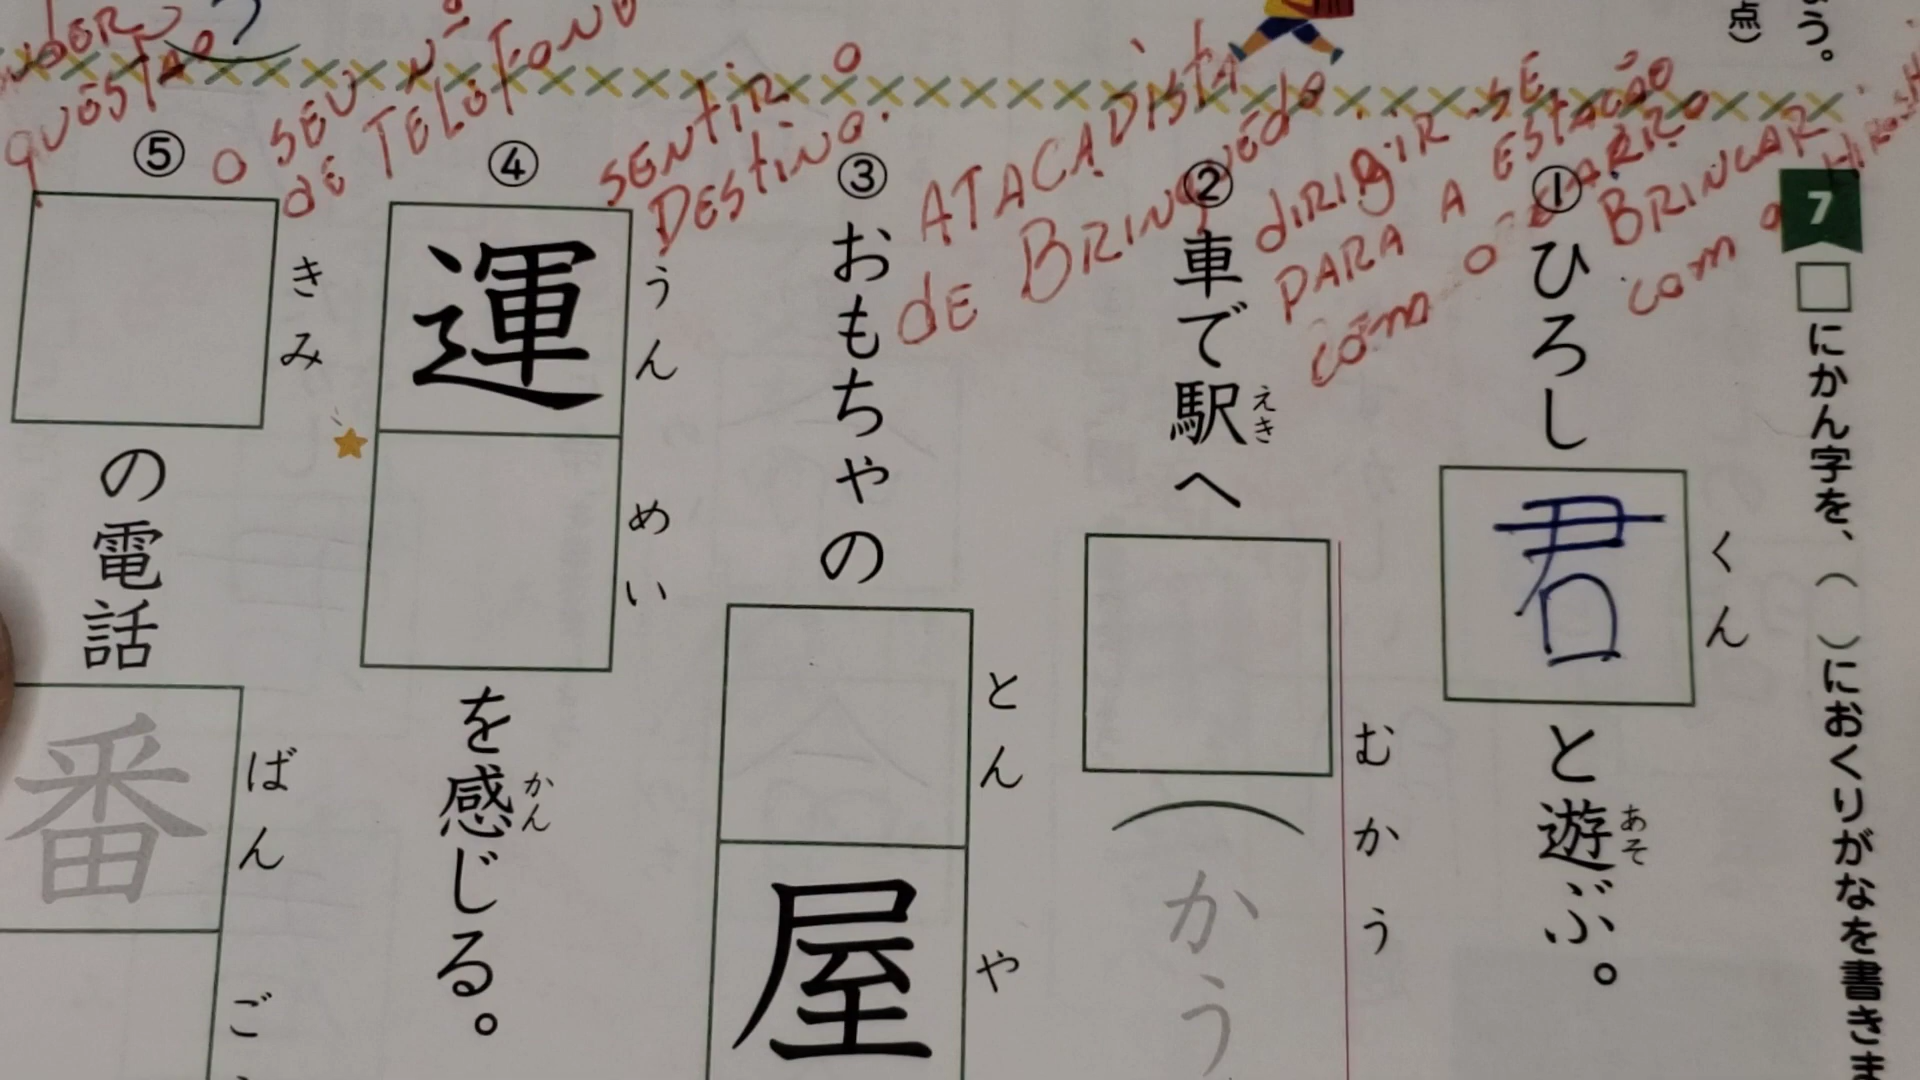 よう。
点）
7
□にかん字を、（　）におくりがなを書きま
①ひろし君と遊ぶ。
くん
あそ
②車で駅へ□（かう
えき
むかう
③おもちゃの□屋
とんや
④運□を感じる。
うんめい
かん
⑤□の電話番
きみ
ばんご
BRINCAR
com o
HIROSHI
DIRIGIR-SE
PARA A ESTAÇÃO
com o CARRO
ATACADISTA
de BRINQUEDO
SENTIR O
DESTINO.
O SEU Nº
de TELEFONE
QUESTÃO